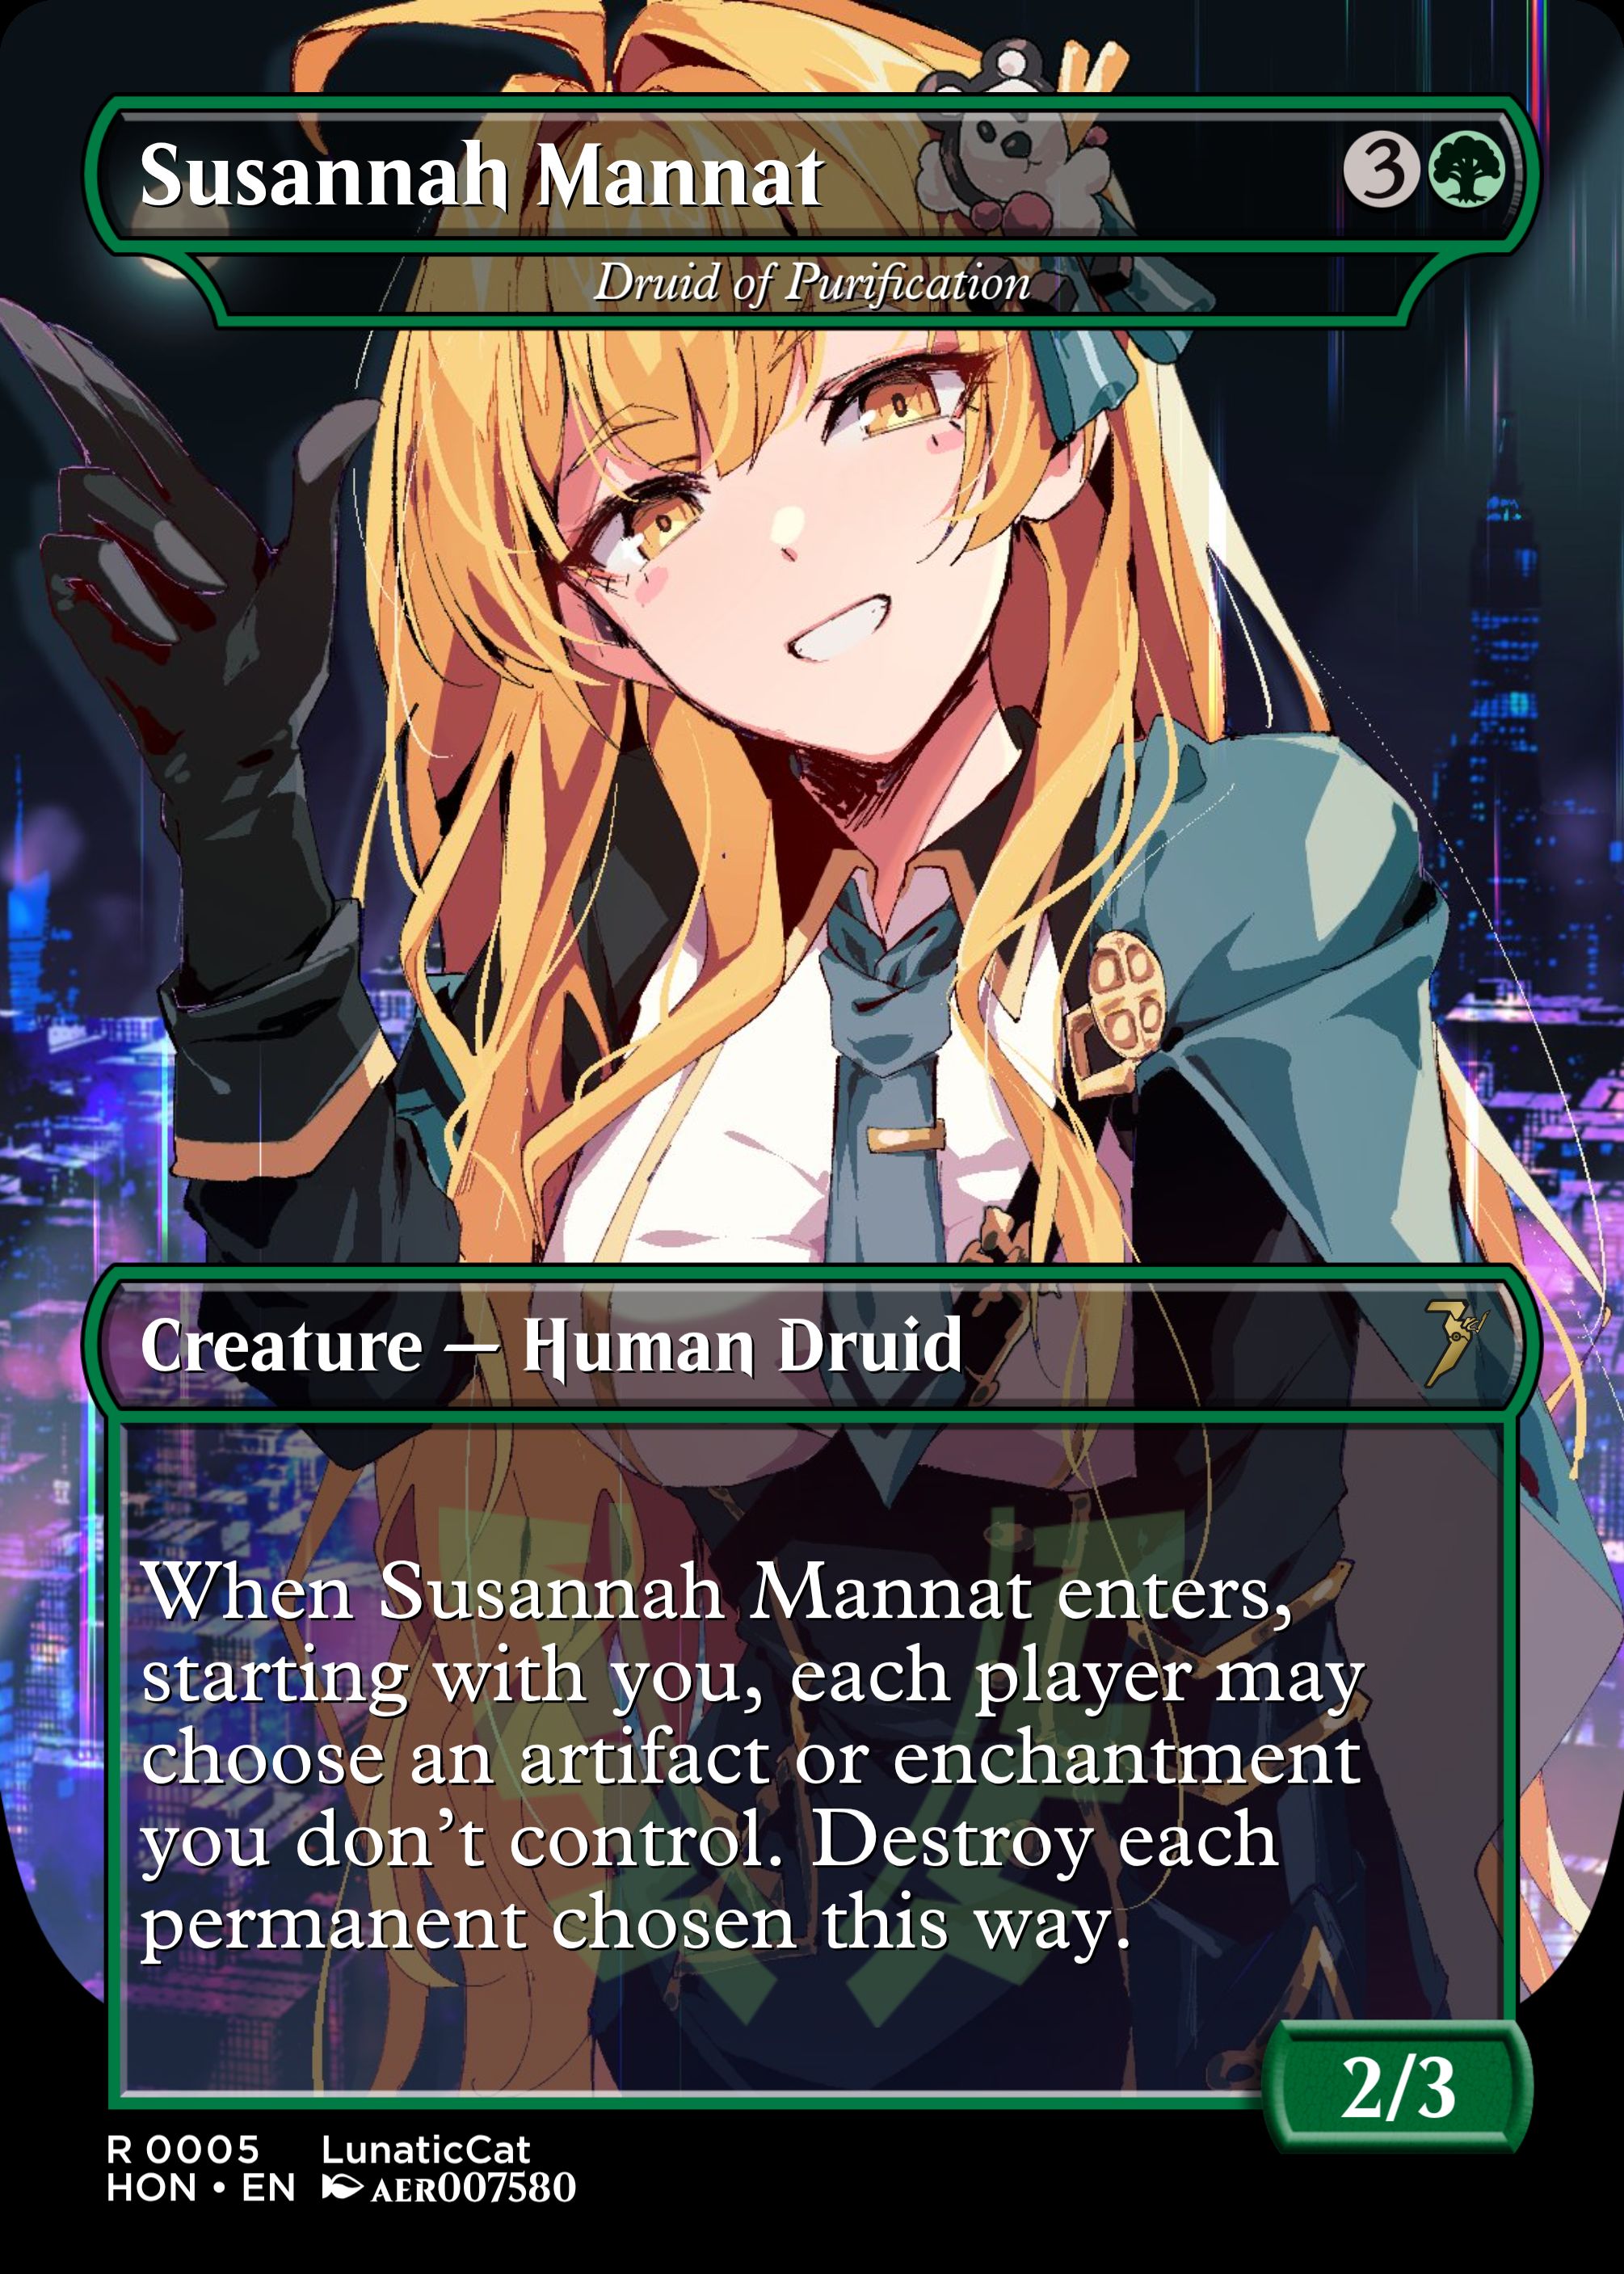 Susannah Mannat
3
Druid of Purification
Creature — Human Druid
When Susannah Mannat enters,
starting with you, each player may
choose an artifact or enchantment
you don’t control. Destroy each
permanent chosen this way.
2/3
R 0005 LunaticCat
HON • EN AER007580